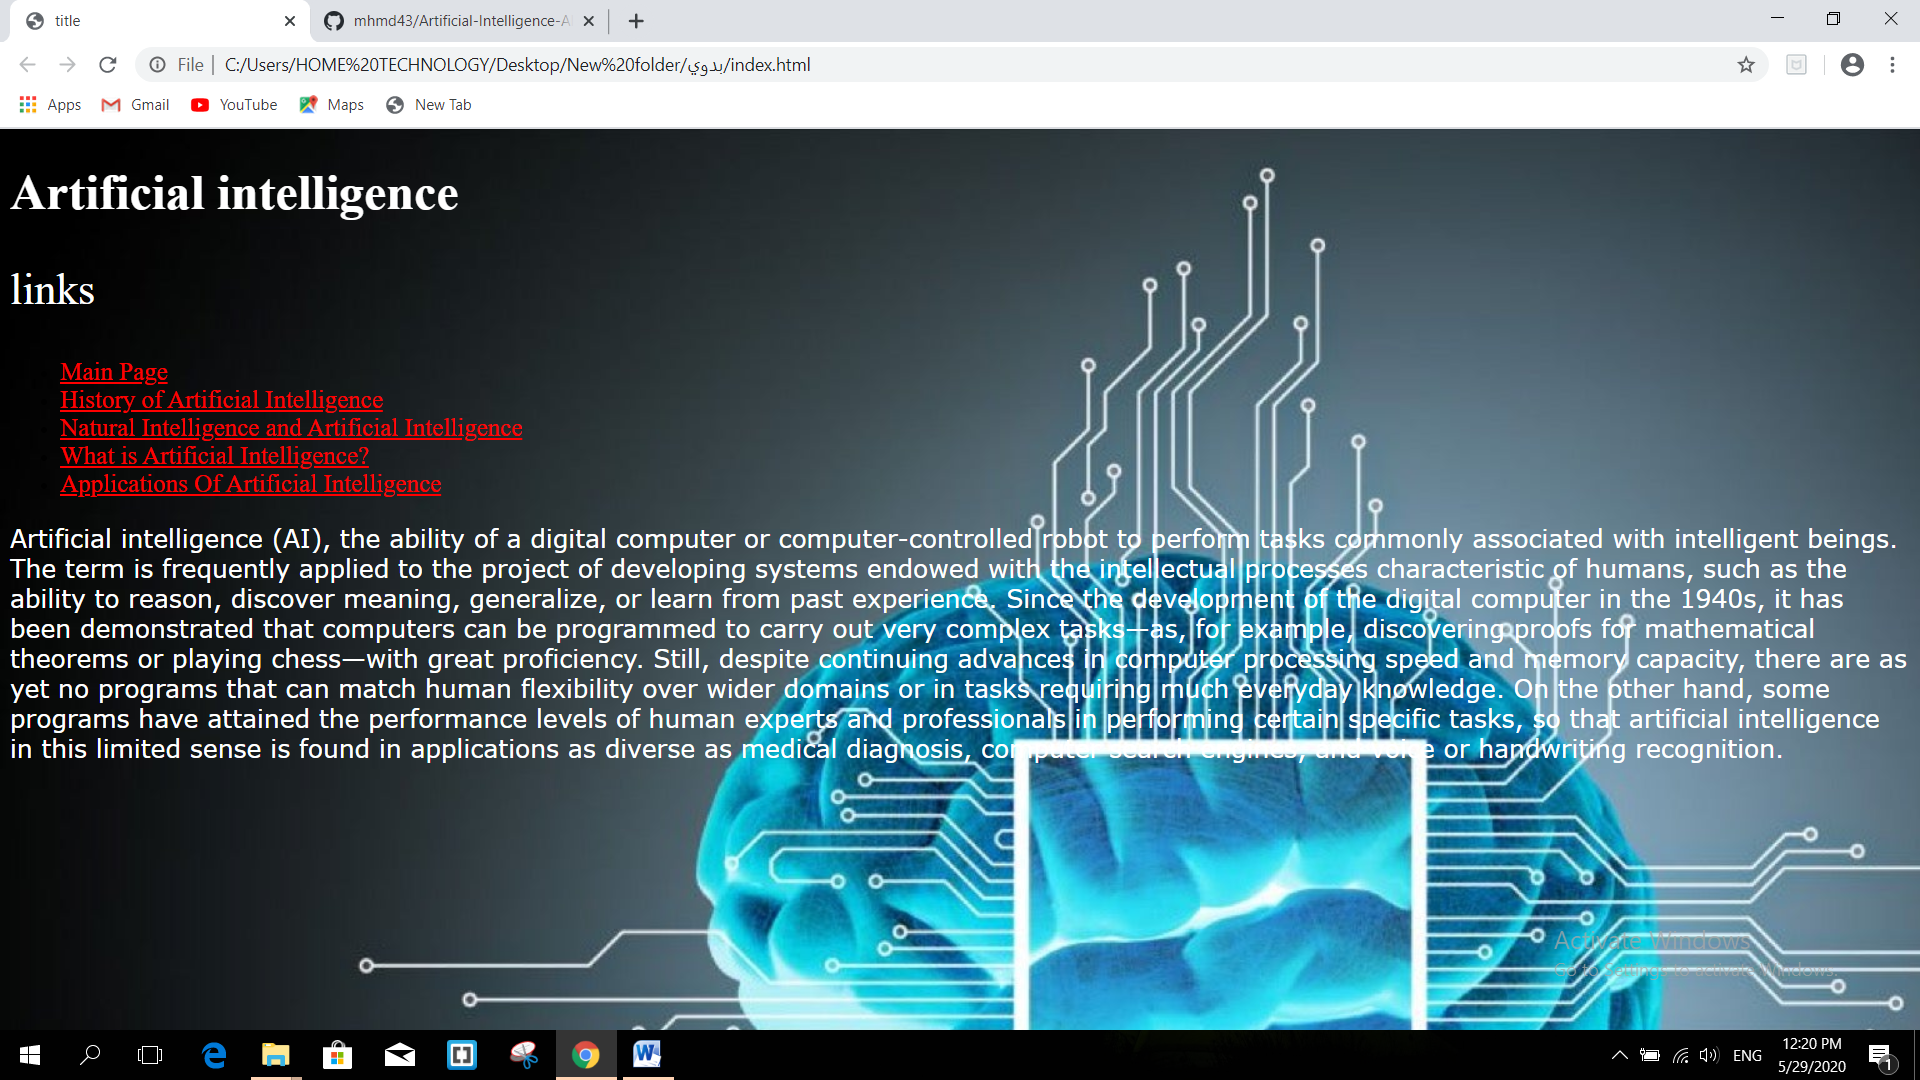 title
mhmd43/Artificial-Intelligence-A
File
C:/Users/HOME%20TECHNOLOGY/Desktop/New%20folder/بدوي/index.html
Apps
Gmail
YouTube
Maps
New Tab
Artificial intelligence
links
Main Page
History of Artificial Intelligence
Natural Intelligence and Artificial Intelligence
What is Artificial Intelligence?
Applications Of Artificial Intelligence
Artificial intelligence (AI), the ability of a digital computer or computer-controlled robot to perform tasks commonly associated with intelligent beings.
The term is frequently applied to the project of developing systems endowed with the intellectual processes characteristic of humans, such as the
ability to reason, discover meaning, generalize, or learn from past experience. Since the development of the digital computer in the 1940s, it has
been demonstrated that computers can be programmed to carry out very complex tasks—as, for example, discovering proofs for mathematical
theorems or playing chess—with great proficiency. Still, despite continuing advances in computer processing speed and memory capacity, there are as
yet no programs that can match human flexibility over wider domains or in tasks requiring much everyday knowledge. On the other hand, some
programs have attained the performance levels of human experts and professionals in performing certain specific tasks, so that artificial intelligence
in this limited sense is found in applications as diverse as medical diagnosis, computer search engines, and voice or handwriting recognition.
Activate Windows
Go to Settings to activate Windows.
ENG
12:20 PM
5/29/2020
1